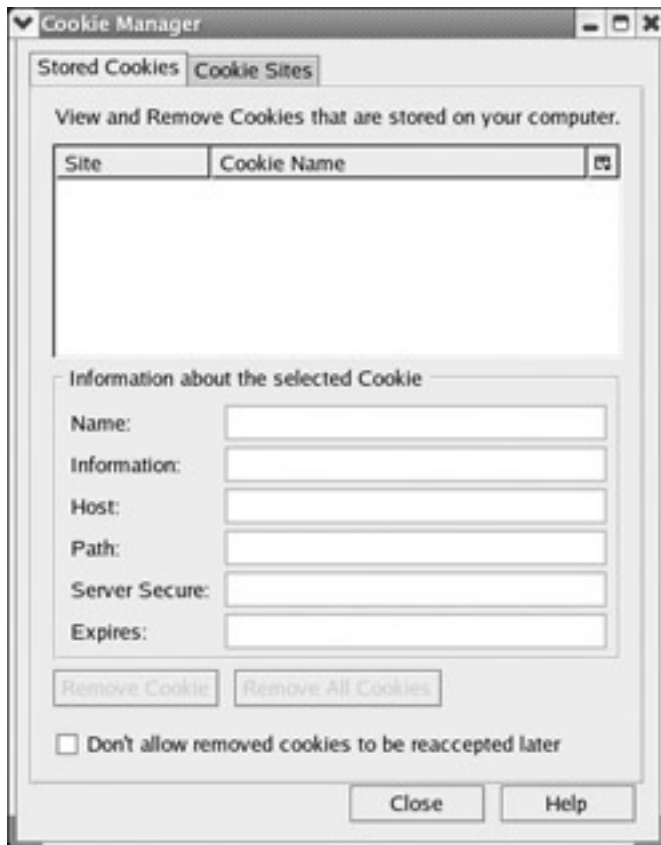 Cookie Manager
Stored Cookies
Cookie Sites
View and Remove Cookies that are stored on your computer.
Site
Cookie Name
Information about the selected Cookie
Name:
Information:
Host:
Path:
Server Secure:
Expires:
Remove Cookie
Remove All Cookies
Don't allow removed cookies to be reaccepted later
Close
Help